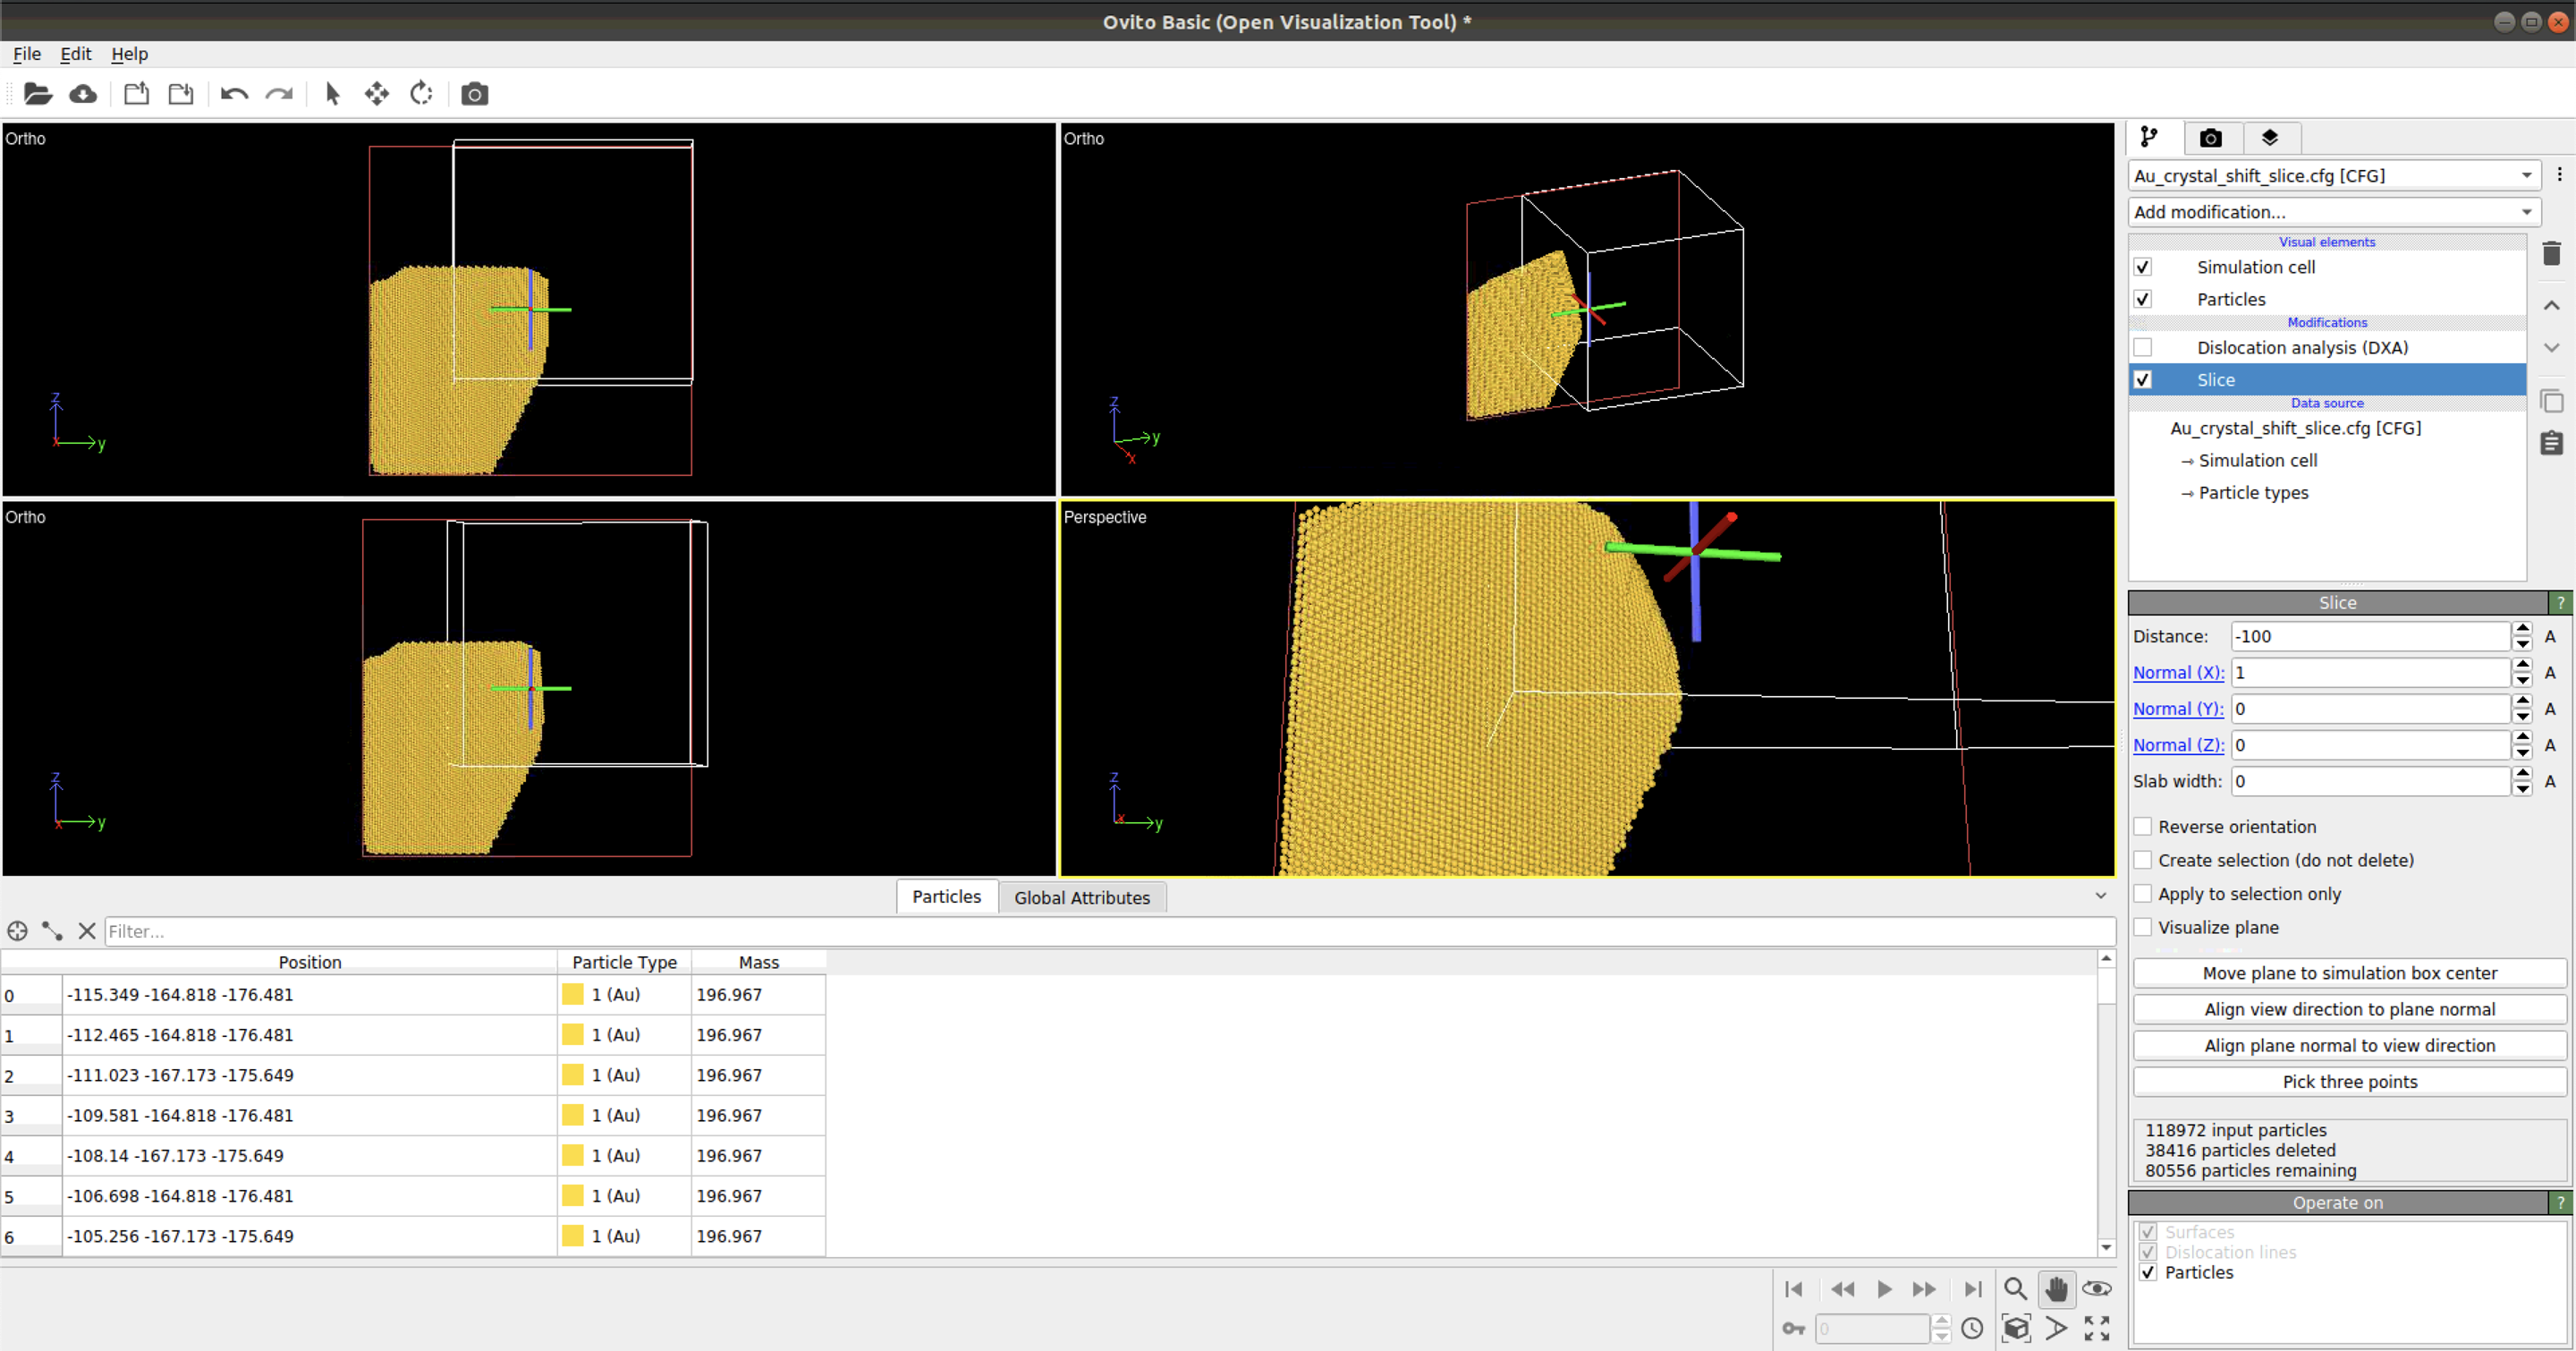 Ovito Basic (Open Visualization Tool) *
File Edit Help
Ortho
Z
y
x
Ortho
Z
y
x
Ortho
Z
y
x
Perspective
Z
y
x
Au_crystal_shift_slice.cfg [CFG]
Add modification...
Visual elements
Simulation cell
Particles
Modifications
Dislocation analysis (DXA)
Slice
Data source
Au_crystal_shift_slice.cfg [CFG]
→ Simulation cell
→ Particle types
Slice ?
Distance: -100 A
Normal (X): 1 A
Normal (Y): 0 A
Normal (Z): 0 A
Slab width: 0 A
Reverse orientation
Create selection (do not delete)
Apply to selection only
Visualize plane
Move plane to simulation box center
Align view direction to plane normal
Align plane normal to view direction
Pick three points
118972 input particles
38416 particles deleted
80556 particles remaining
Operate on ?
Surfaces
Dislocation lines
Particles
Particles Global Attributes
Filter...
Position Particle Type Mass
0 -115.349 -164.818 -176.481 1 (Au) 196.967
1 -112.465 -164.818 -176.481 1 (Au) 196.967
2 -111.023 -167.173 -175.649 1 (Au) 196.967
3 -109.581 -164.818 -176.481 1 (Au) 196.967
4 -108.14 -167.173 -175.649 1 (Au) 196.967
5 -106.698 -164.818 -176.481 1 (Au) 196.967
6 -105.256 -167.173 -175.649 1 (Au) 196.967
0